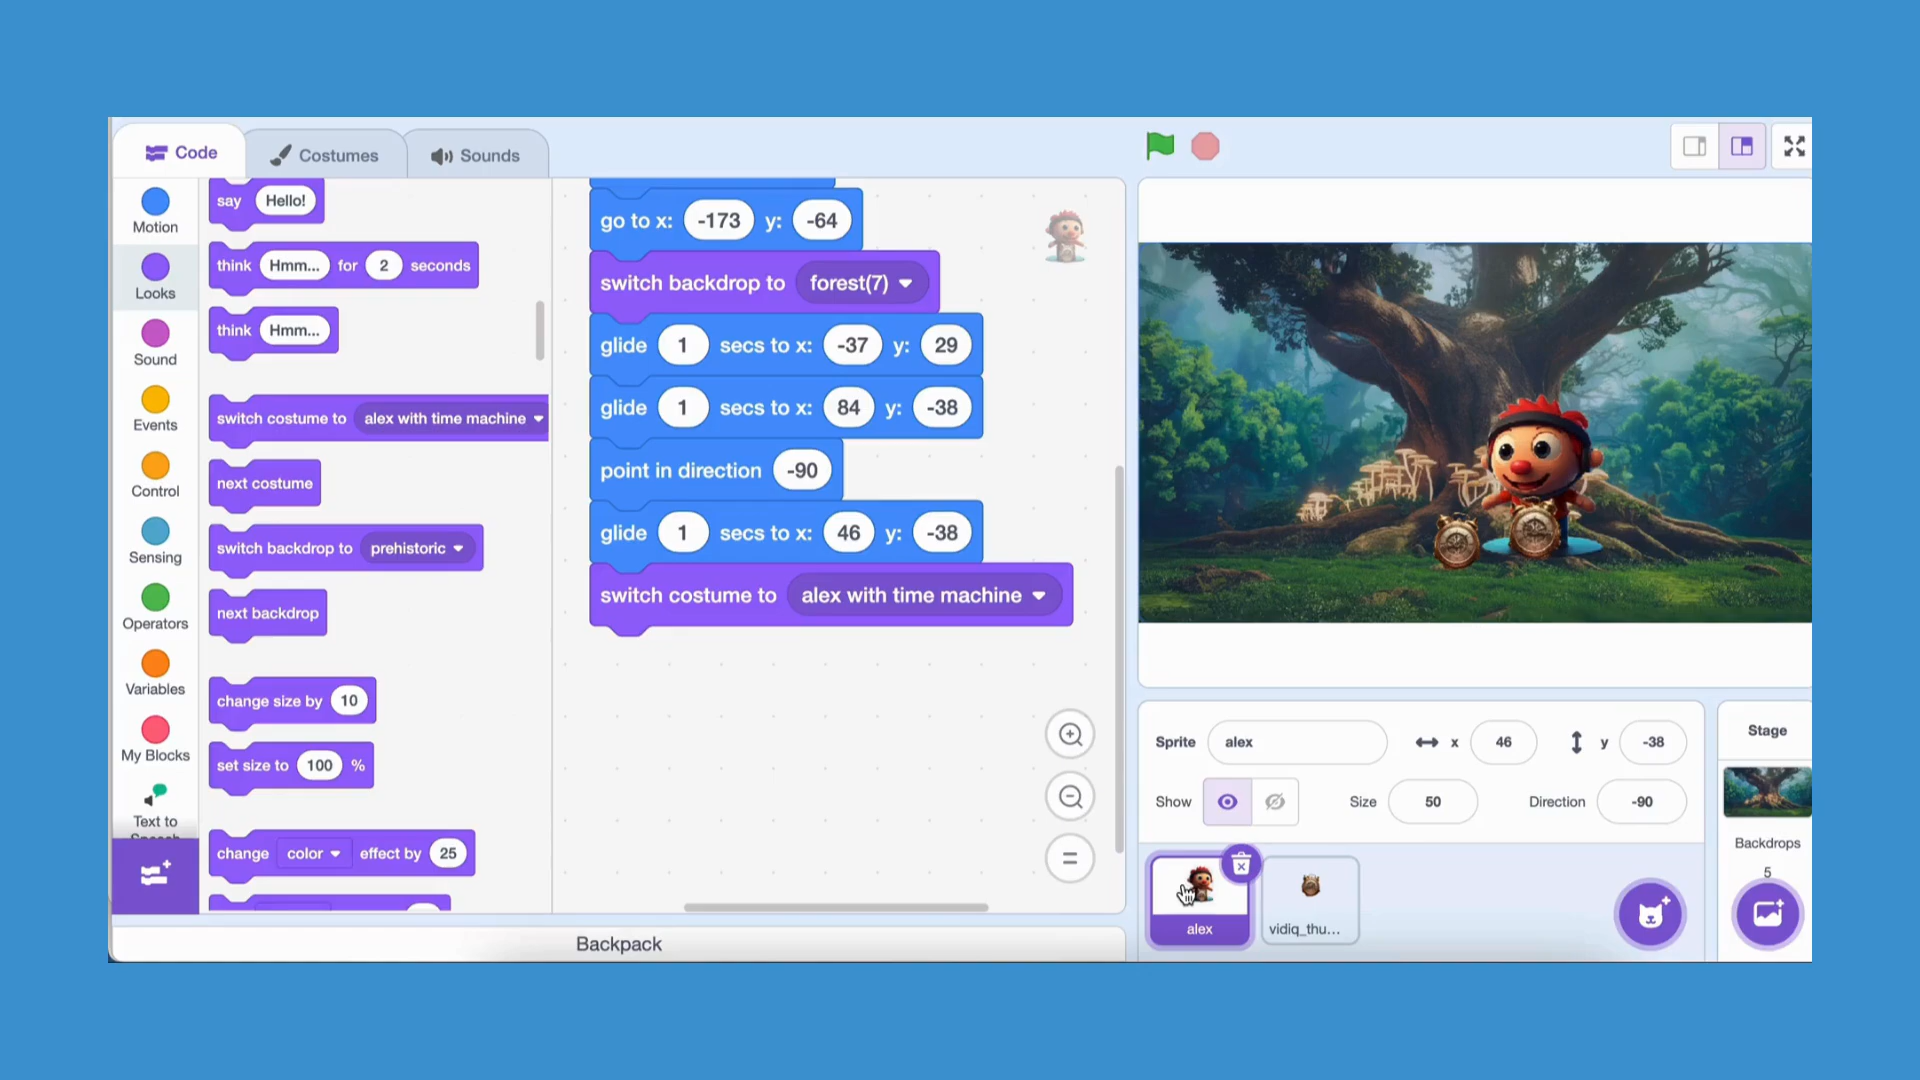 Code
Costumes
Sounds
Motion
Looks
Sound
Events
Control
Sensing
Operators
Variables
My Blocks
Text to
Speech
say Hello!
think Hmm... for 2 seconds
think Hmm...
switch costume to alex with time machine
next costume
switch backdrop to prehistoric
next backdrop
change size by 10
set size to 100 %
change color effect by 25
go to x: -173 y: -64
switch backdrop to forest(7)
glide 1 secs to x: -37 y: 29
glide 1 secs to x: 84 y: -38
point in direction -90
glide 1 secs to x: 46 y: -38
switch costume to alex with time machine
Backpack
Sprite alex x 46 y -38
Show Size 50 Direction -90
alex
vidiq_thu...
Stage
Backdrops
5